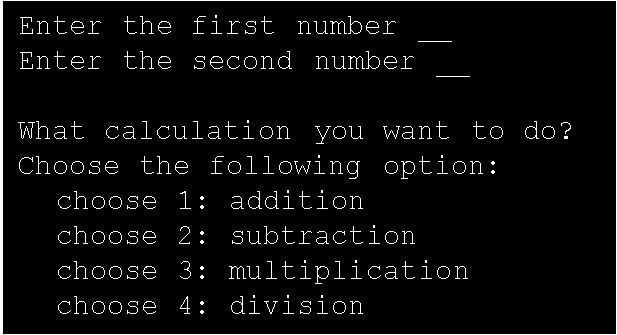 Enter the first number __
Enter the second number __
What calculation you want to do?
Choose the following option:
choose 1: addition
choose 2: subtraction
choose 3: multiplication
choose 4: division